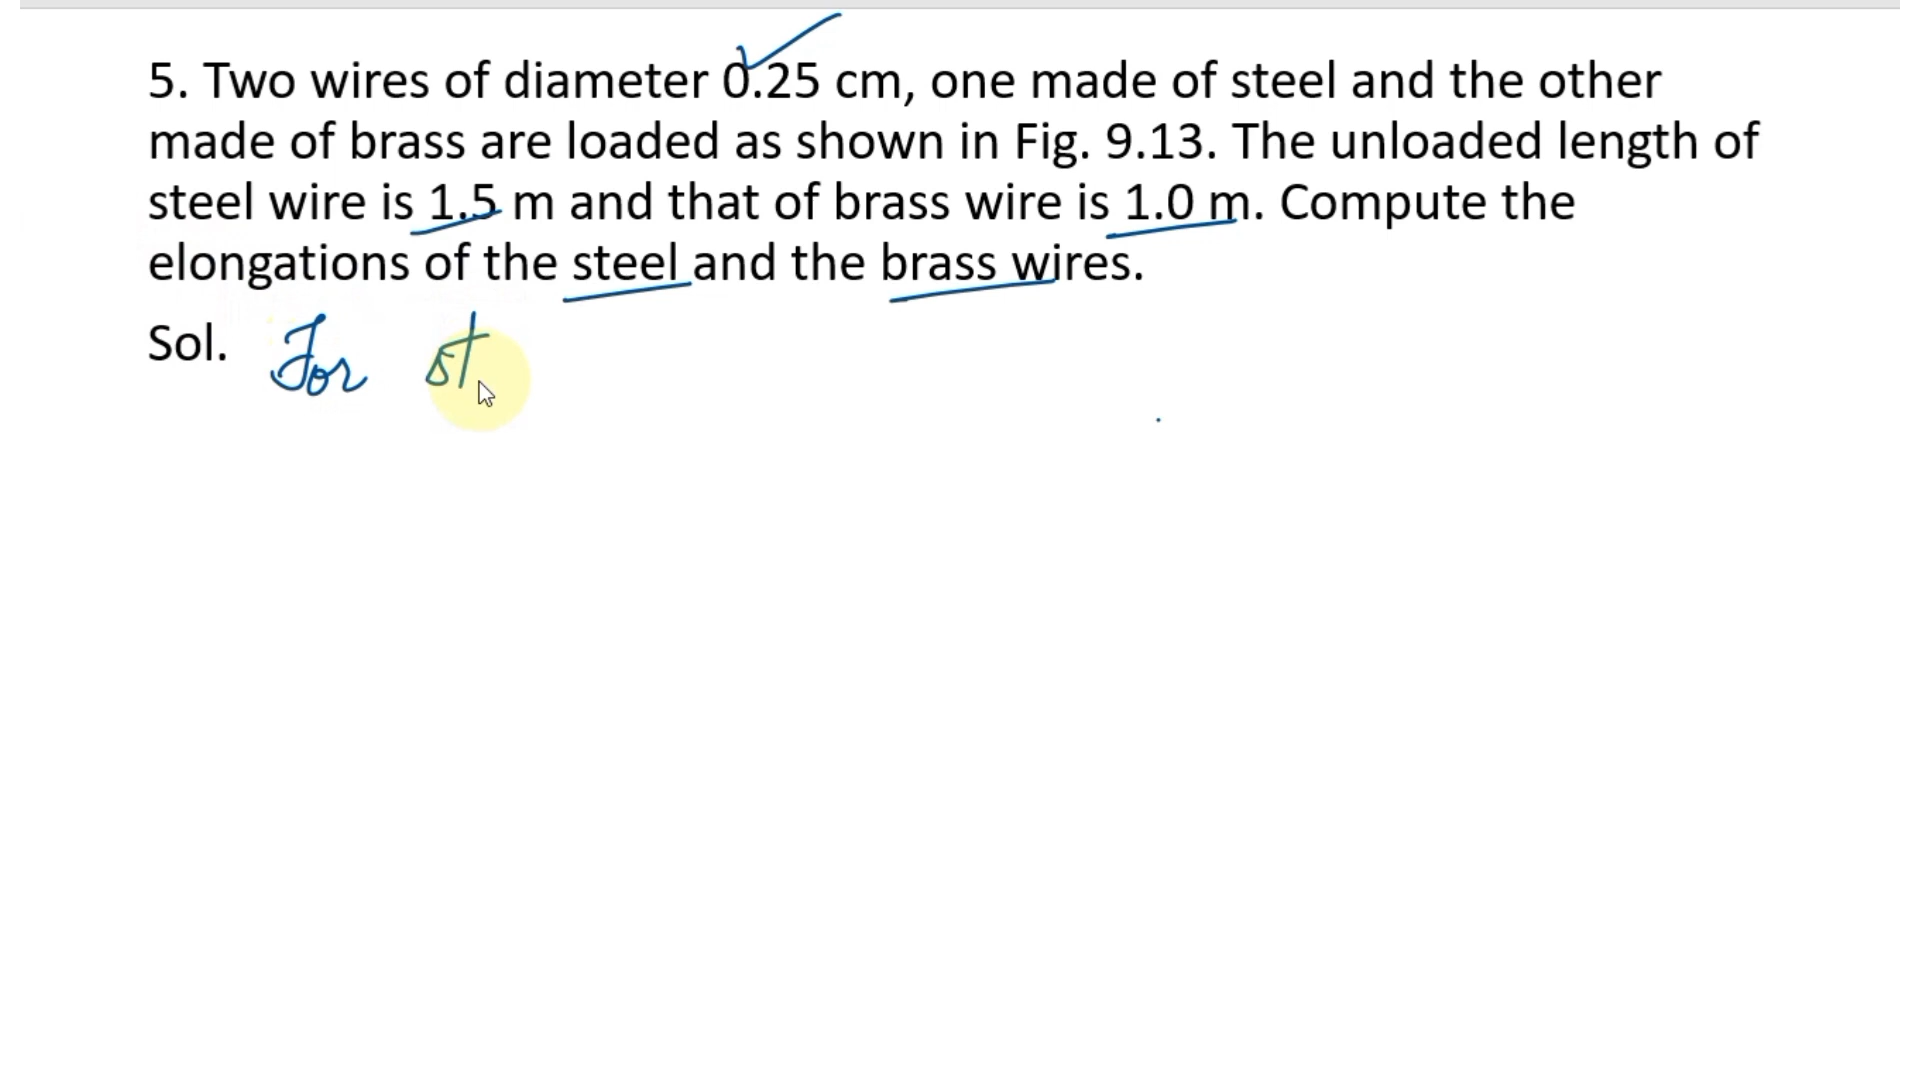 5. Two wires of diameter 0.25 cm, one made of steel and the other
made of brass are loaded as shown in Fig. 9.13. The unloaded length of
steel wire is 1.5 m and that of brass wire is 1.0 m. Compute the
elongations of the steel and the brass wires.
Sol. For st